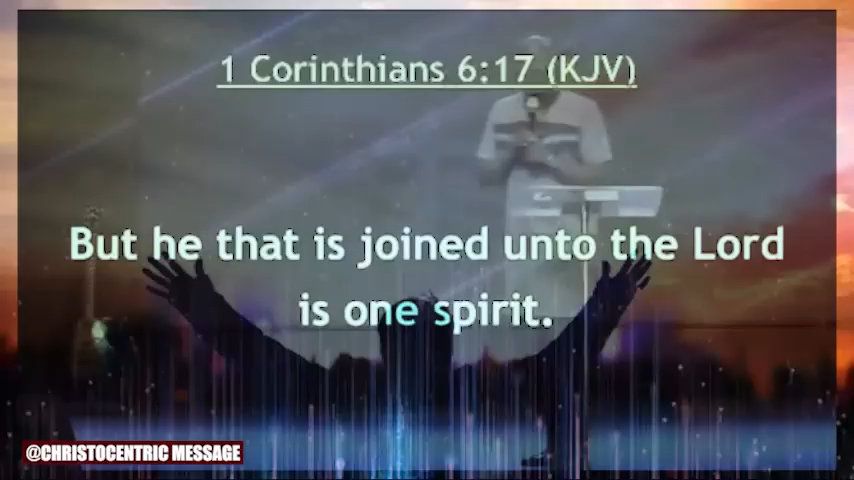 1 Corinthians 6:17 (KJV)
But he that is joined unto the Lord
is one spirit.
@CHRISTOCENTRIC MESSAGE